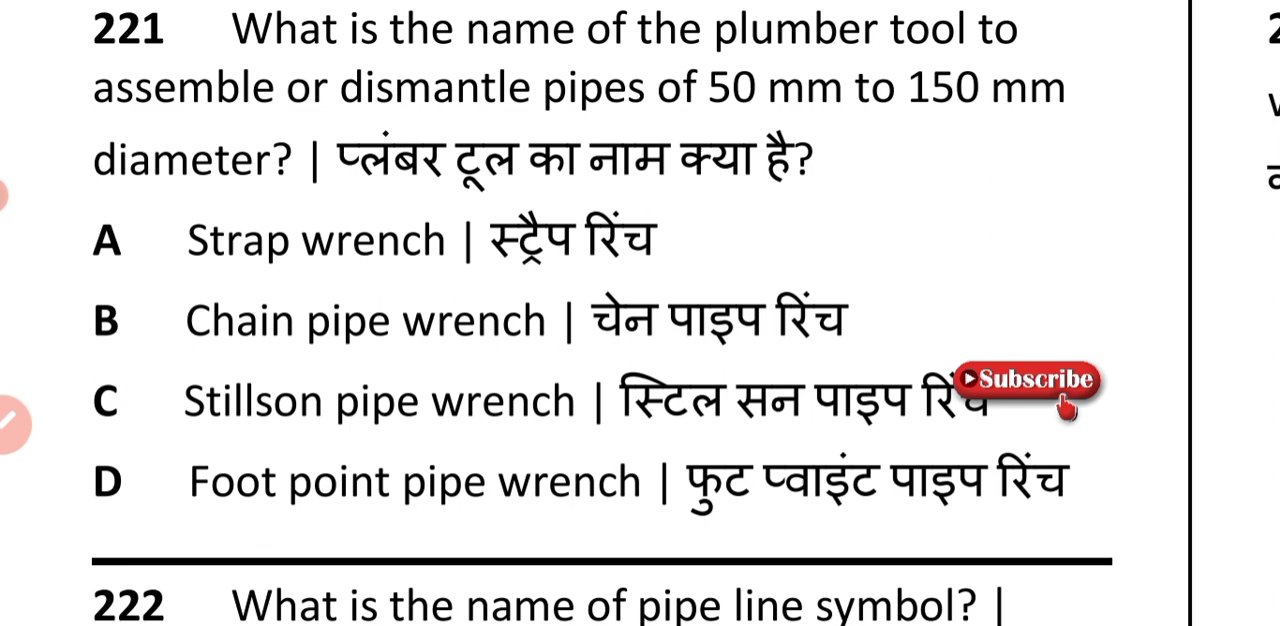 221 What is the name of the plumber tool to
assemble or dismantle pipes of 50 mm to 150 mm
diameter? | प्लंबर टूल का नाम क्या है?
A Strap wrench | स्ट्रैप रिंच
B Chain pipe wrench | चेन पाइप रिंच
C Stillson pipe wrench | स्टिल सन पाइप रिंच
Subscribe
D Foot point pipe wrench | फुट प्वाइंट पाइप रिंच
222 What is the name of pipe line symbol? |